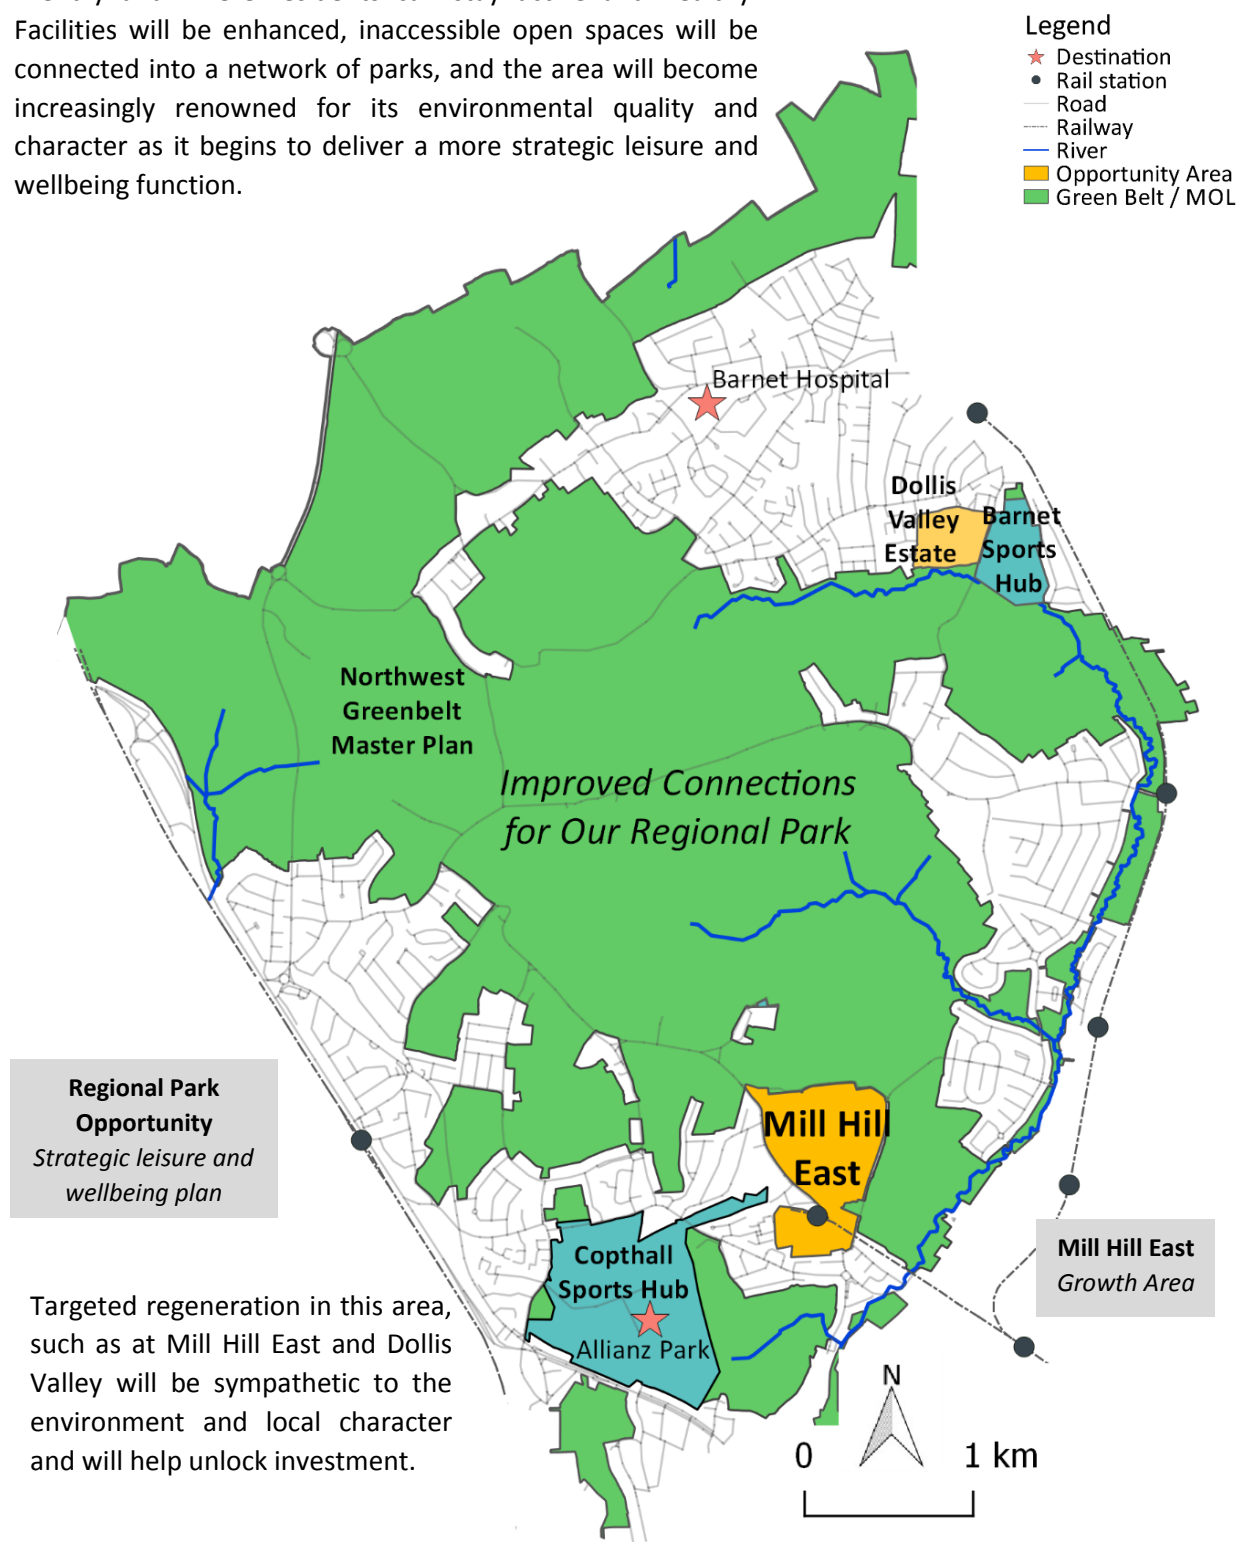 Facilities will be enhanced, inaccessible open spaces will be
connected into a network of parks, and the area will become
increasingly renowned for its environmental quality and
character as it begins to deliver a more strategic leisure and
wellbeing function.
Legend
Destination
Rail station
Road
Railway
River
Opportunity Area
Green Belt / MOL
Barnet Hospital
Dollis
Valley
Estate
Barnet
Sports
Hub
Northwest
Greenbelt
Master Plan
Improved Connections
for Our Regional Park
Regional Park
Opportunity
Strategic leisure and
wellbeing plan
Mill Hill
East
Mill Hill East
Growth Area
Copthall
Sports Hub
Allianz Park
Targeted regeneration in this area,
such as at Mill Hill East and Dollis
Valley will be sympathetic to the
environment and local character
and will help unlock investment.
N
0 1 km